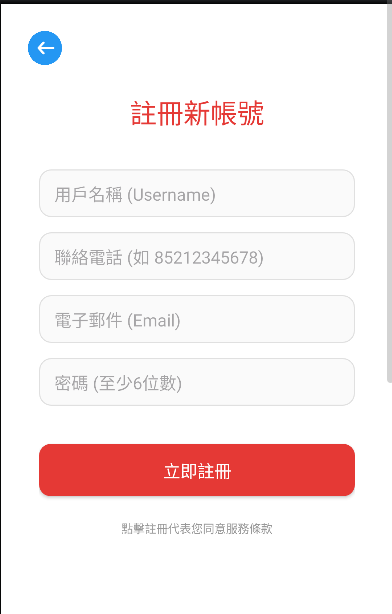 註冊新帳號
用戶名稱 (Username)
聯絡電話 (如 85212345678)
電子郵件 (Email)
密碼 (至少6位數)
立即註冊
點擊註冊代表您同意服務條款